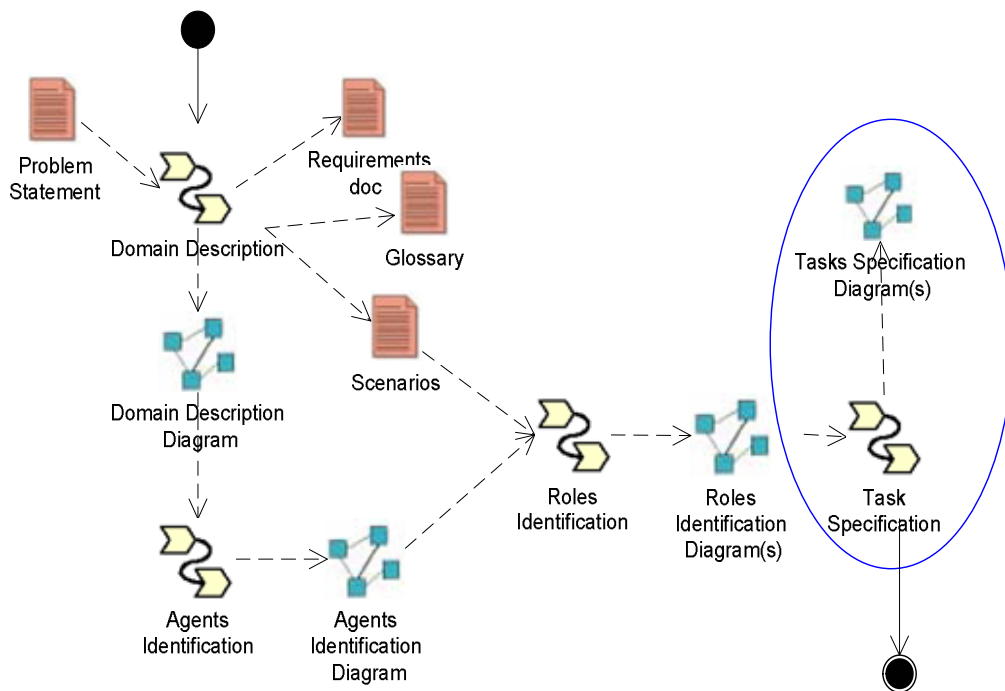 Problem
Statement
Requirements
doc
Domain Description
Glossary
Tasks Specification
Diagram(s)
Scenarios
Domain Description
Diagram
Roles
Identification
Roles
Identification
Diagram(s)
Task
Specification
Agents
Identification
Agents
Identification
Diagram